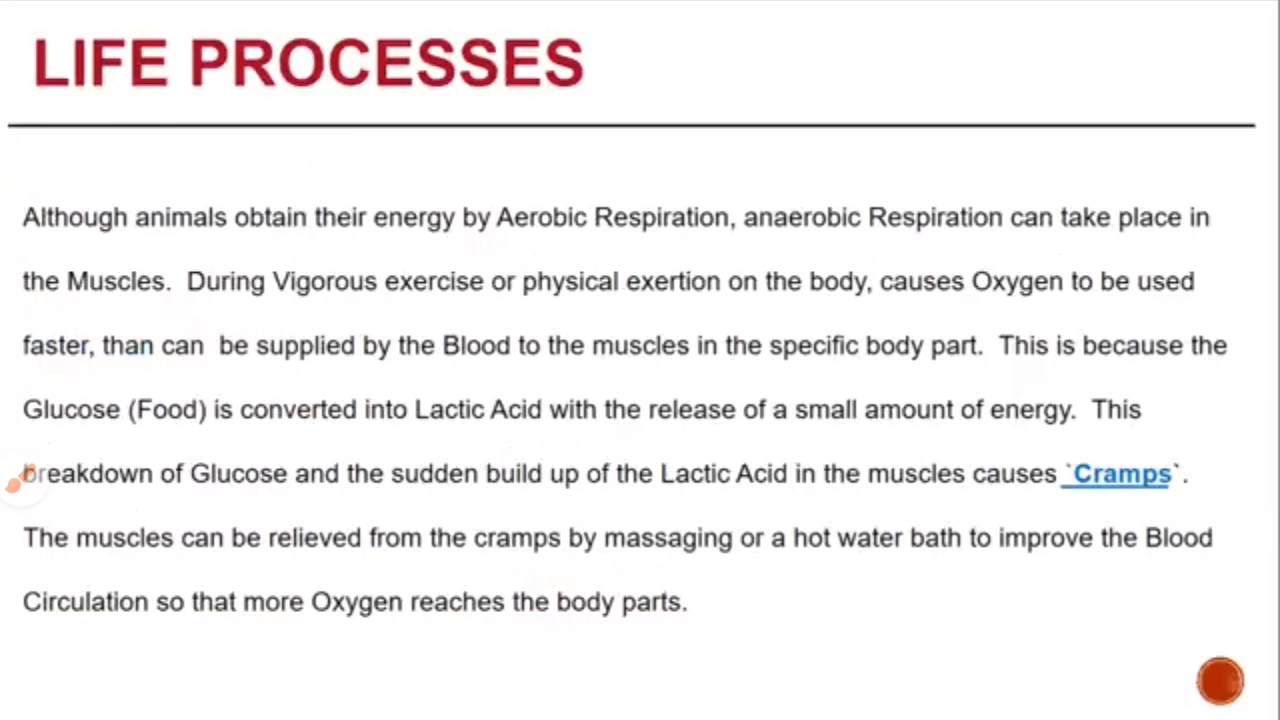 LIFE PROCESSES
Although animals obtain their energy by Aerobic Respiration, anaerobic Respiration can take place in
the Muscles.  During Vigorous exercise or physical exertion on the body, causes Oxygen to be used
faster, than can  be supplied by the Blood to the muscles in the specific body part.  This is because the
Glucose (Food) is converted into Lactic Acid with the release of a small amount of energy.  This
breakdown of Glucose and the sudden build up of the Lactic Acid in the muscles causes `Cramps`.
The muscles can be relieved from the cramps by massaging or a hot water bath to improve the Blood
Circulation so that more Oxygen reaches the body parts.